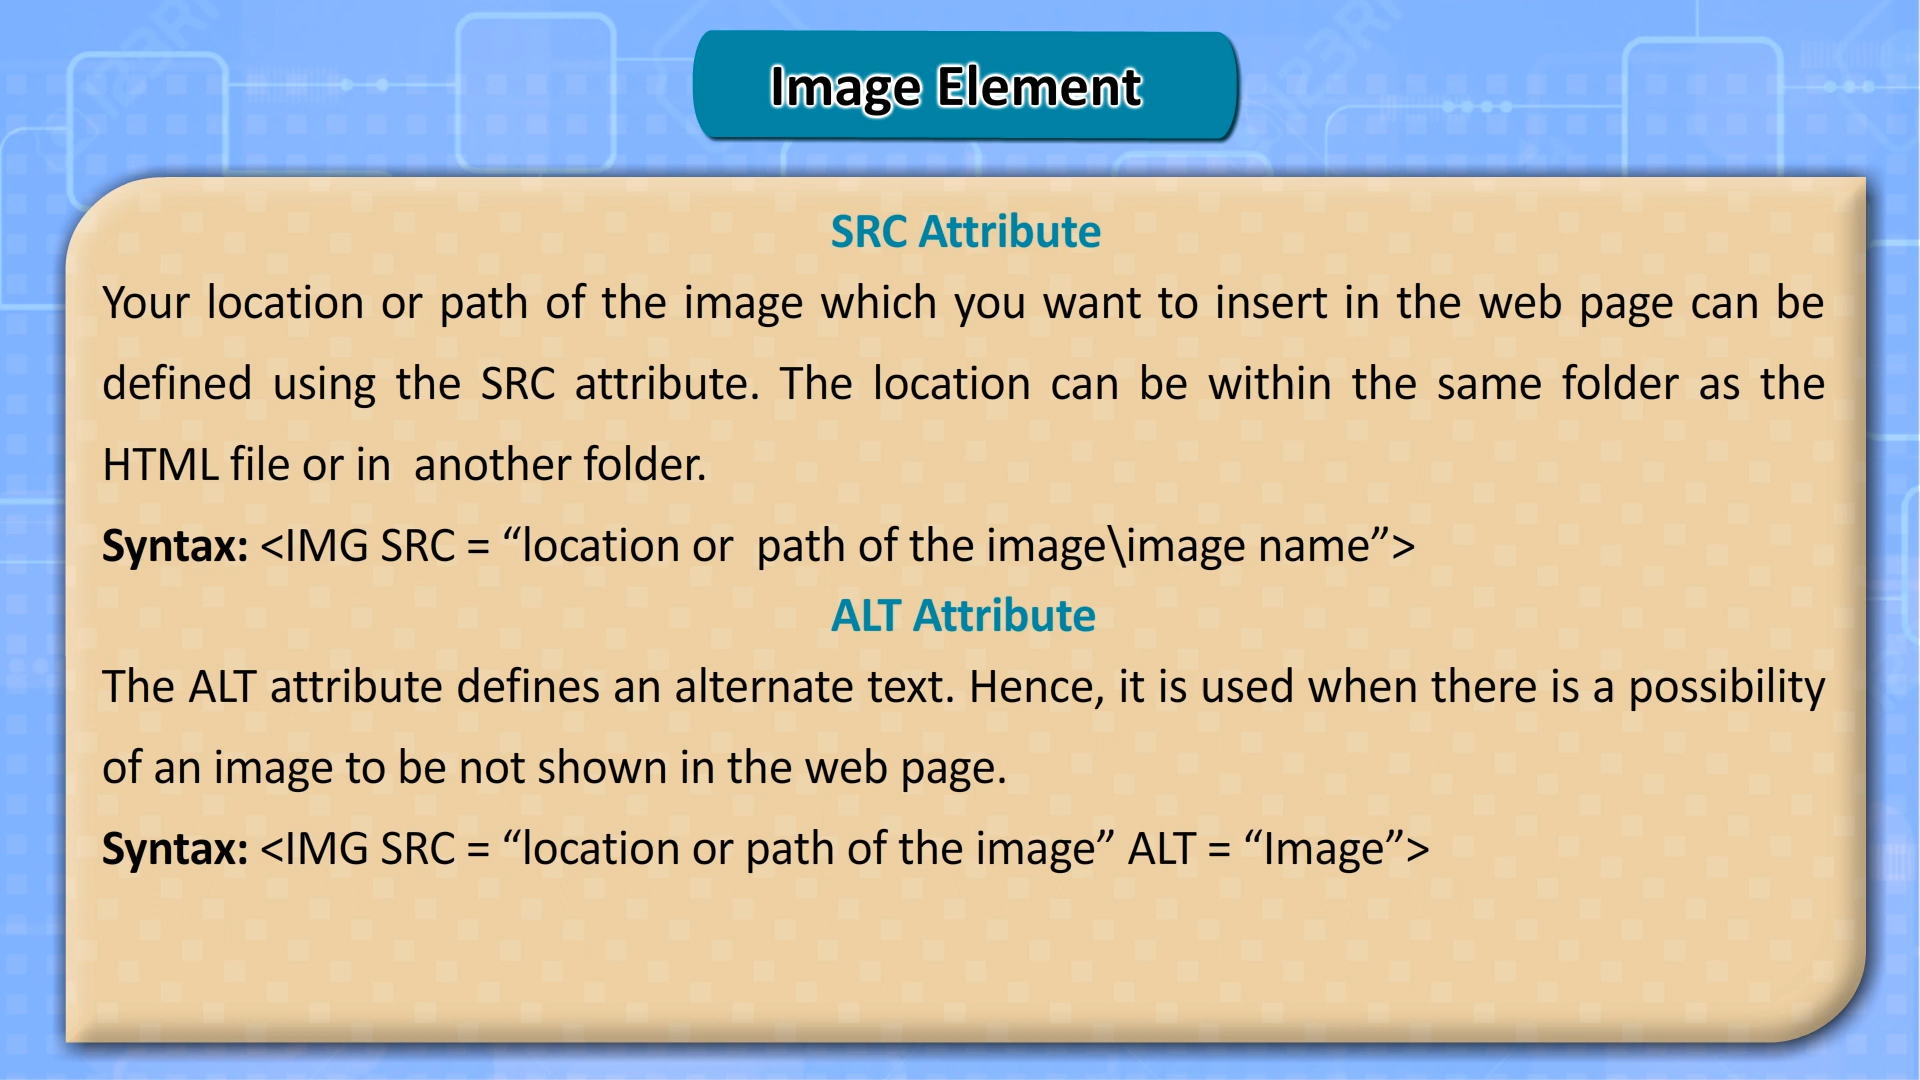 Image Element
SRC Attribute
Your location or path of the image which you want to insert in the web page can be
defined using the SRC attribute. The location can be within the same folder as the
HTML file or in  another folder.
Syntax: <IMG SRC = “location or  path of the image\image name”>
ALT Attribute
The ALT attribute defines an alternate text. Hence, it is used when there is a possibility
of an image to be not shown in the web page.
Syntax: <IMG SRC = “location or path of the image” ALT = “Image”>